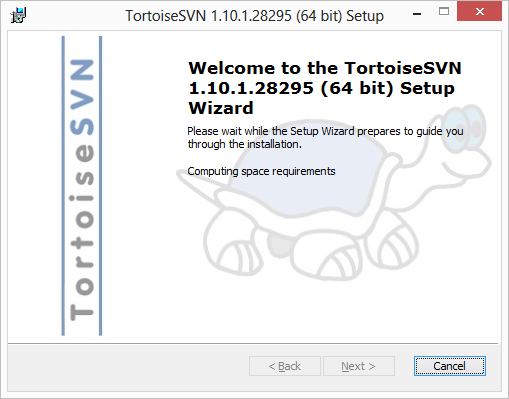 TortoiseSVN 1.10.1.28295 (64 bit) Setup
TortoiseSVN
Welcome to the TortoiseSVN
1.10.1.28295 (64 bit) Setup
Wizard
Please wait while the Setup Wizard prepares to guide you
through the installation.
Computing space requirements
< Back
Next >
Cancel